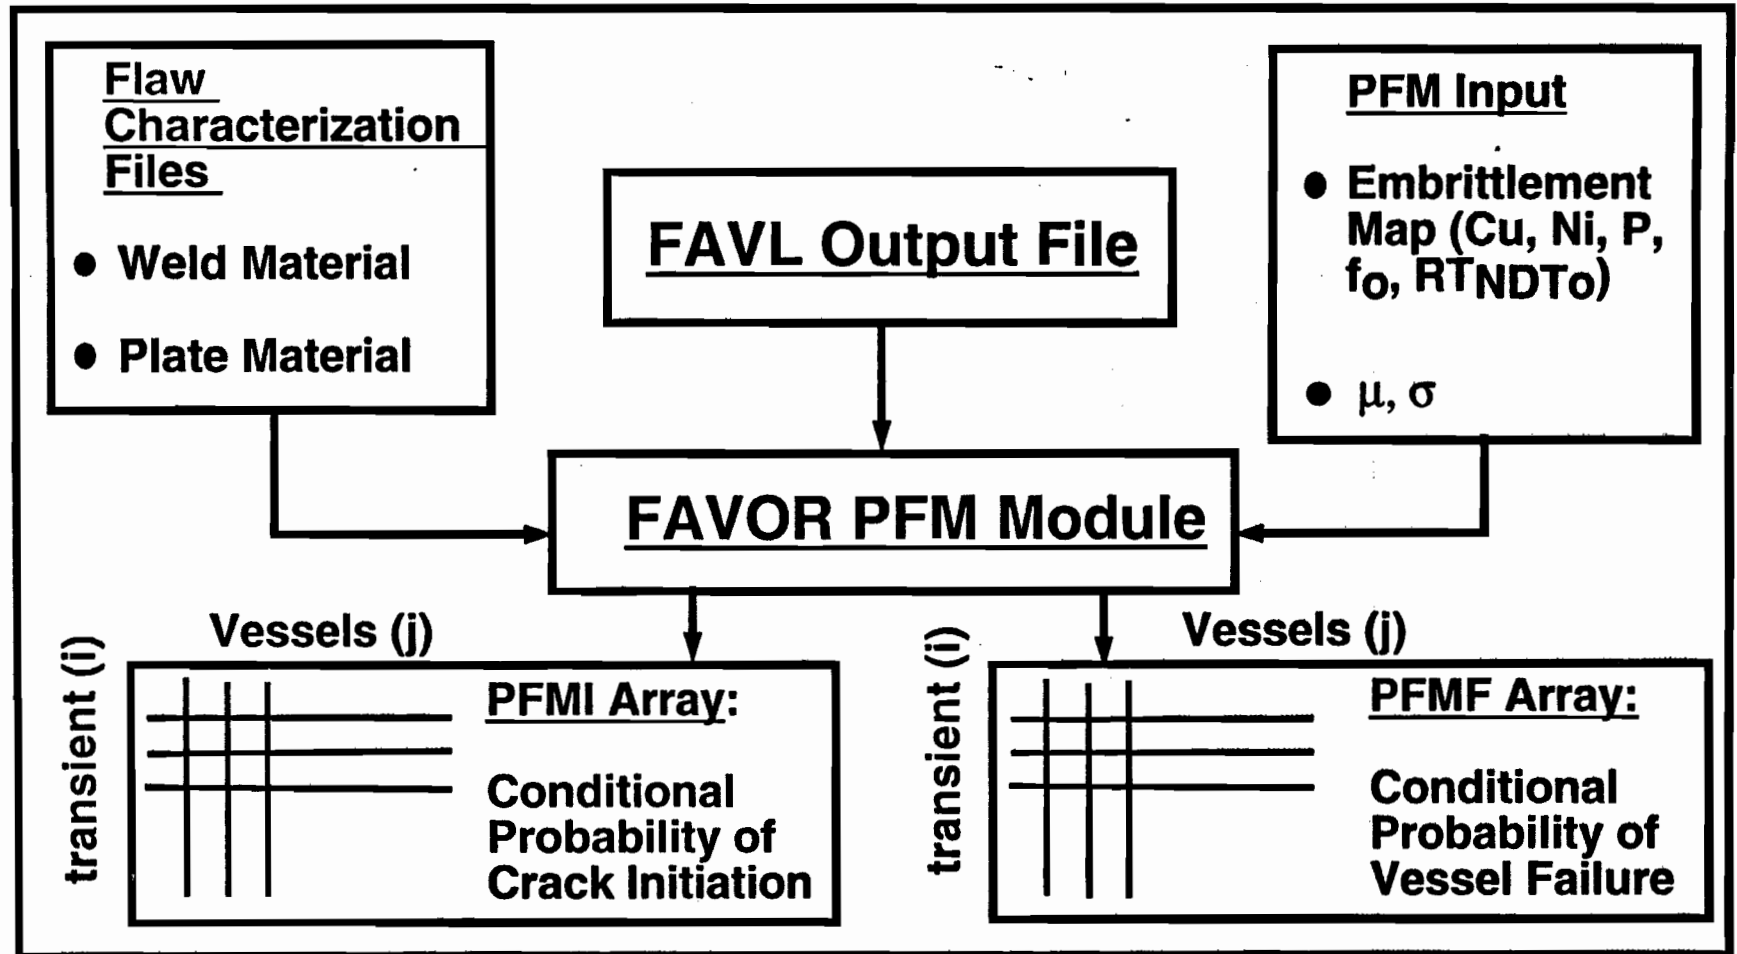 Flaw
Characterization
Files
● Weld Material
● Plate Material
FAVL Output File
PFM Input
● Embrittlement
Map (Cu, Ni, P,
fo, RTNDTo)
● μ, σ
FAVOR PFM Module
Vessels (j)
transient (i)
PFMI Array:
Conditional
Probability of
Crack Initiation
Vessels (j)
transient (i)
PFMF Array:
Conditional
Probability of
Vessel Failure